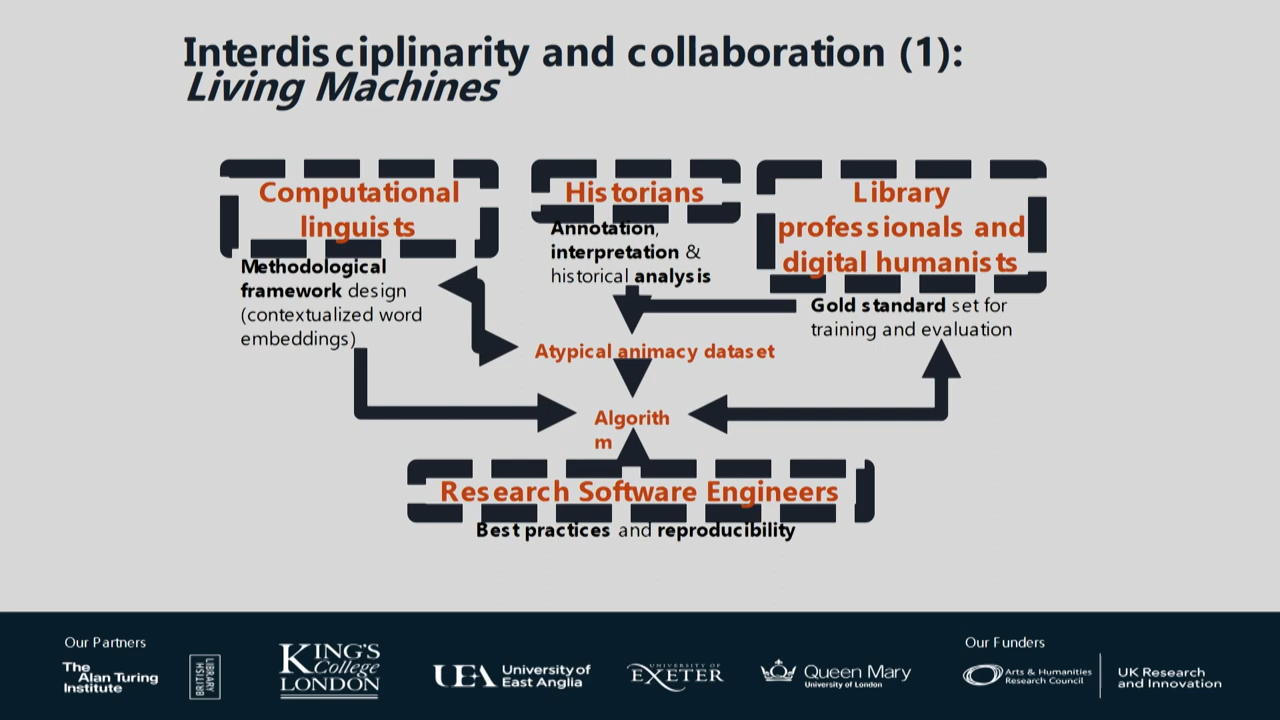 Interdisciplinarity and collaboration (1):
Living Machines
Computational
linguists
Historians
Library
professionals and
digital humanists
Methodological
framework design
(contextualized word
embeddings)
Annotation,
interpretation &
historical analysis
Gold standard set for
training and evaluation
Atypical animacy dataset
Algorith
m
Research Software Engineers
Best practices and reproducibility
Our Partners
The
Alan Turing
Institute
BRITISH
LIBRARY
KING'S
College
LONDON
UEA University of
East Anglia
UNIVERSITY OF
EXETER
Queen Mary
University of London
Our Funders
Arts & Humanities
Research Council
UK Research
and Innovation